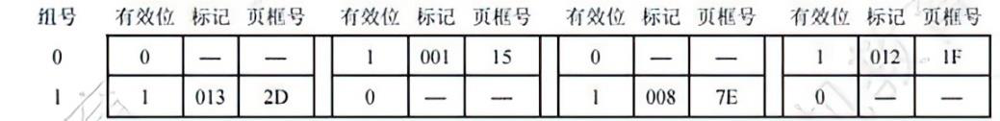 组号 有效位 标记 页框号 有效位 标记 页框号 有效位 标记 页框号 有效位 标记 页框号
0 0 — — 1 001 15 0 — — 1 012 1F
1 1 013 2D 0 — — 1 008 7E 0 — —